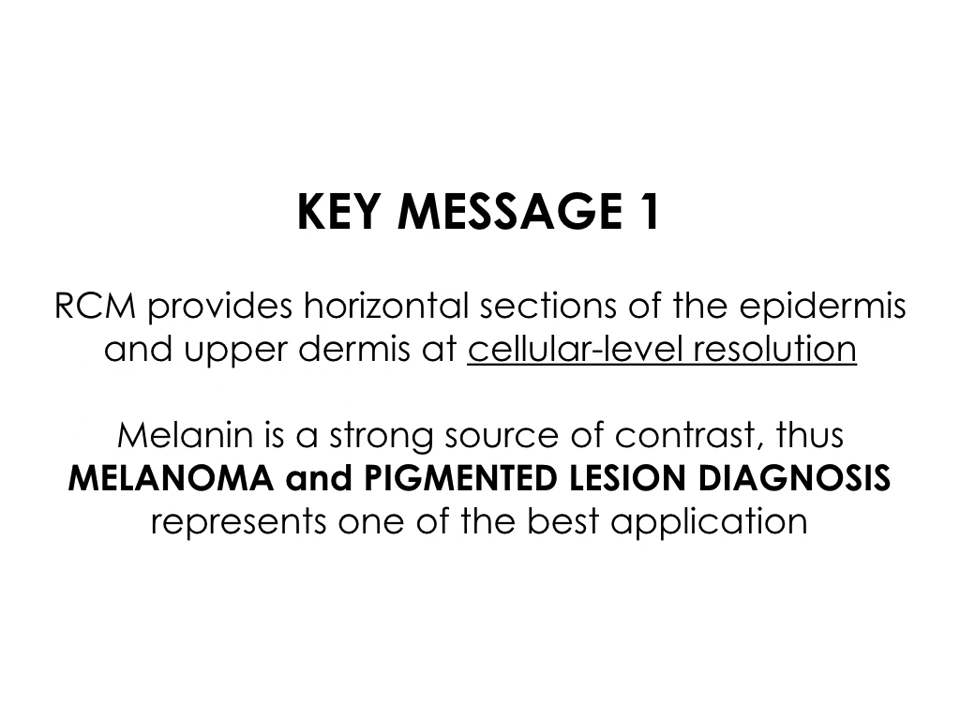 KEY MESSAGE 1
RCM provides horizontal sections of the epidermis
and upper dermis at cellular-level resolution
Melanin is a strong source of contrast, thus
MELANOMA and PIGMENTED LESION DIAGNOSIS
represents one of the best application